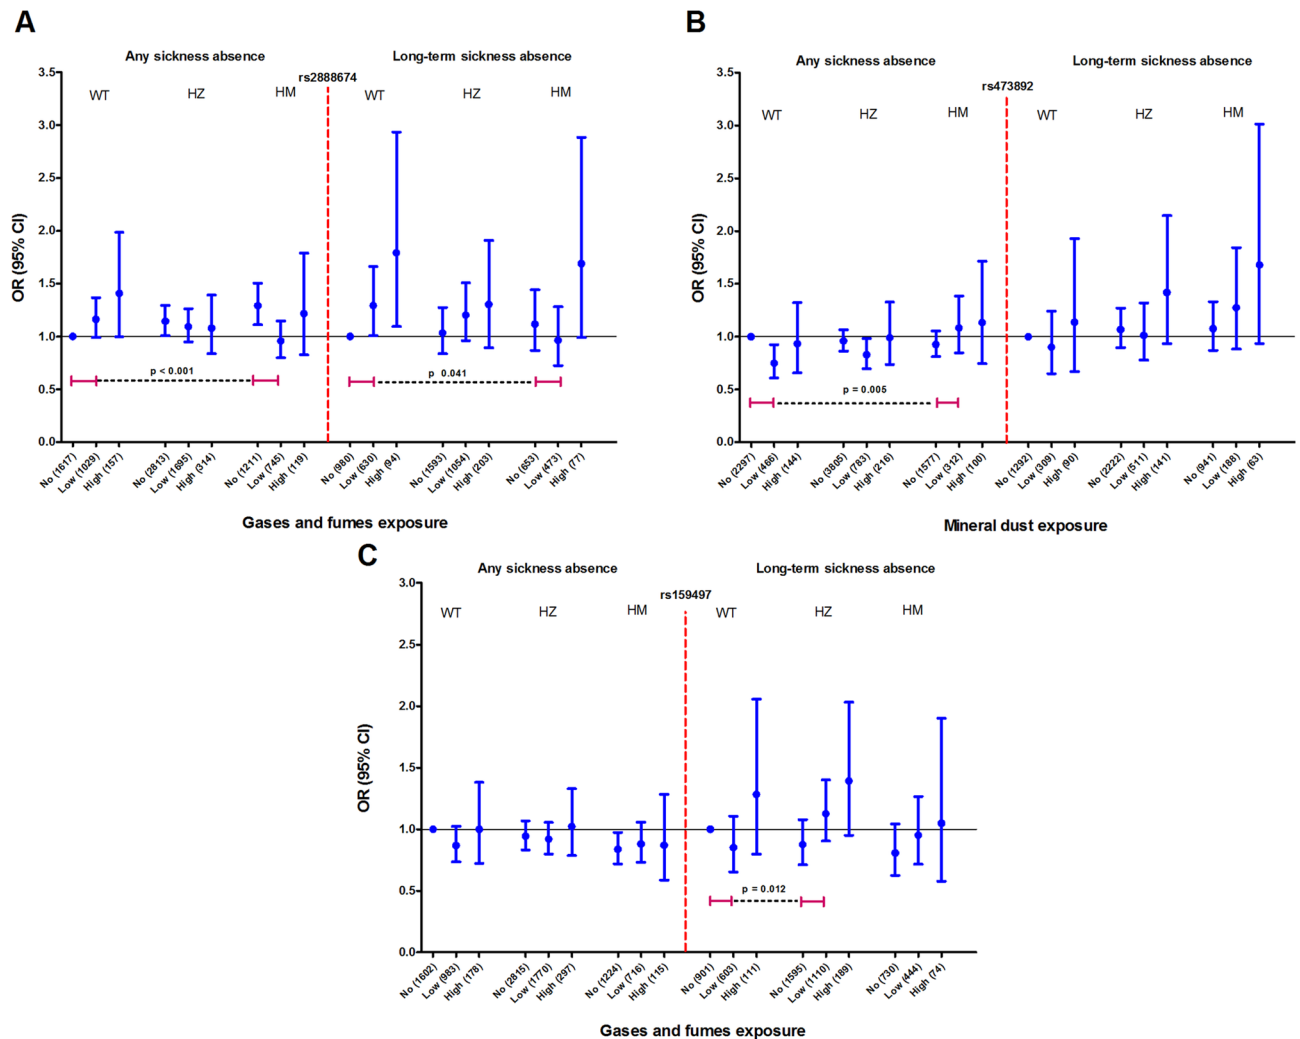 A
Any sickness absence
Long-term sickness absence
rs2888674
WT
HZ
HM
WT
HZ
HM
3.5
3.0
2.5
2.0
1.5
1.0
0.5
0.0
OR (95% CI)
p < 0.001
p 0.041
No (1617)
Low (1029)
High (157)
No (2813)
Low (1695)
High (314)
No (1211)
Low (745)
High (119)
No (980)
Low (630)
High (94)
No (1593)
Low (1054)
High (203)
No (653)
Low (473)
High (77)
Gases and fumes exposure
B
Any sickness absence
Long-term sickness absence
rs473892
WT
HZ
HM
WT
HZ
HM
3.5
3.0
2.5
2.0
1.5
1.0
0.5
0.0
OR (95% CI)
p = 0.005
No (2297)
Low (466)
High (144)
No (3805)
Low (783)
High (216)
No (1577)
Low (312)
High (100)
No (1292)
Low (309)
High (90)
No (2222)
Low (511)
High (141)
No (941)
Low (188)
High (63)
Mineral dust exposure
C
Any sickness absence
Long-term sickness absence
rs159497
WT
HZ
HM
WT
HZ
HM
3.0
2.5
2.0
1.5
1.0
0.5
0.0
OR (95% CI)
p = 0.012
No (1602)
Low (983)
High (178)
No (2815)
Low (1770)
High (297)
No (1224)
Low (716)
High (115)
No (901)
Low (603)
High (111)
No (1595)
Low (1110)
High (189)
No (730)
Low (444)
High (74)
Gases and fumes exposure